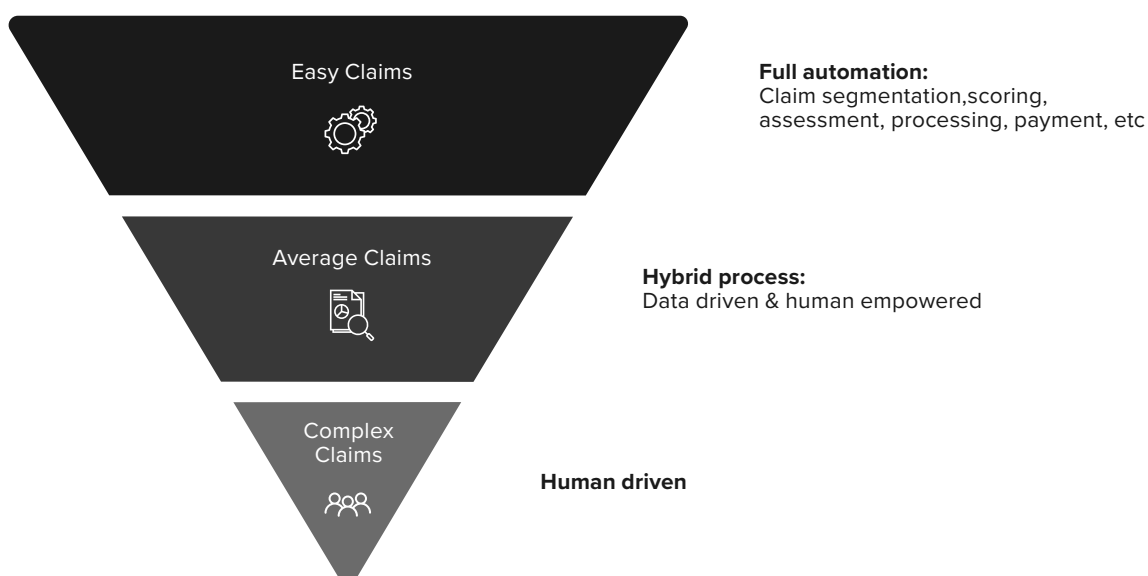 Easy Claims
Full automation:
Claim segmentation,scoring,
assessment, processing, payment, etc
Average Claims
Hybrid process:
Data driven & human empowered
Complex
Claims
Human driven